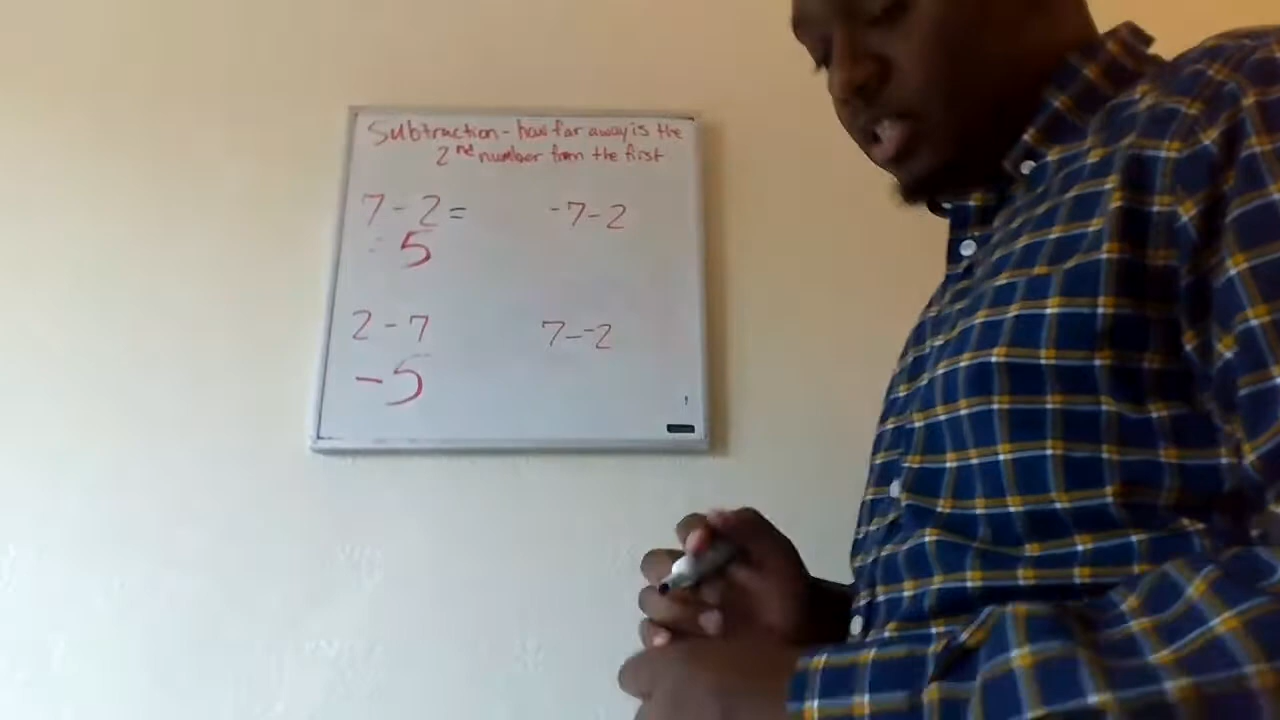 Subtraction - how far away is the
2nd number from the first
7 - 2 =
5
-7-2
2 - 7
-5
7--2